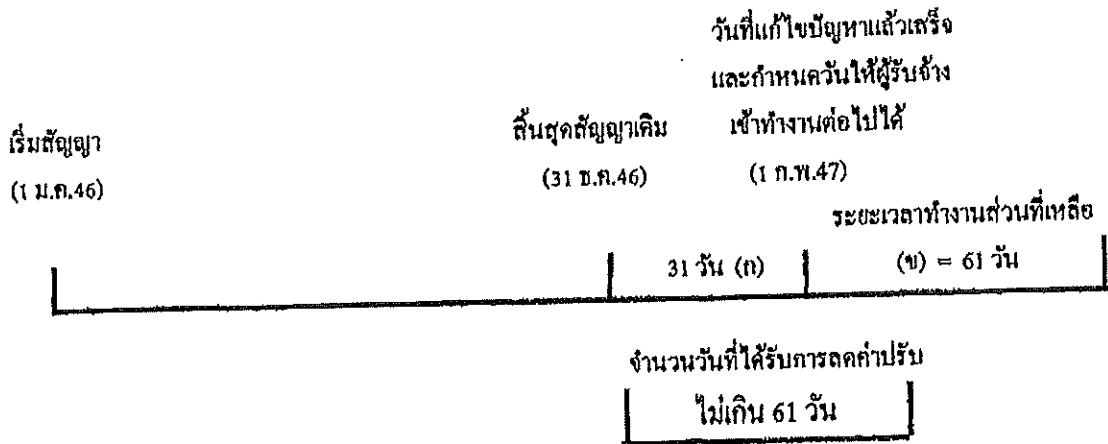 วันที่แก้ไขปัญหาแล้วเสร็จ
และกำหนดวันให้ผู้รับจ้าง
เข้าทำงานต่อไปได้
(1 ก.พ.47)
เริ่มสัญญา
(1 ม.ค.46)
สิ้นสุดสัญญาเดิม
(31 ธ.ค.46)
ระยะเวลาทำงานส่วนที่เหลือ
31 วัน (ก)
(ข) = 61 วัน
จำนวนวันที่ได้รับการลดค่าปรับ
ไม่เกิน 61 วัน